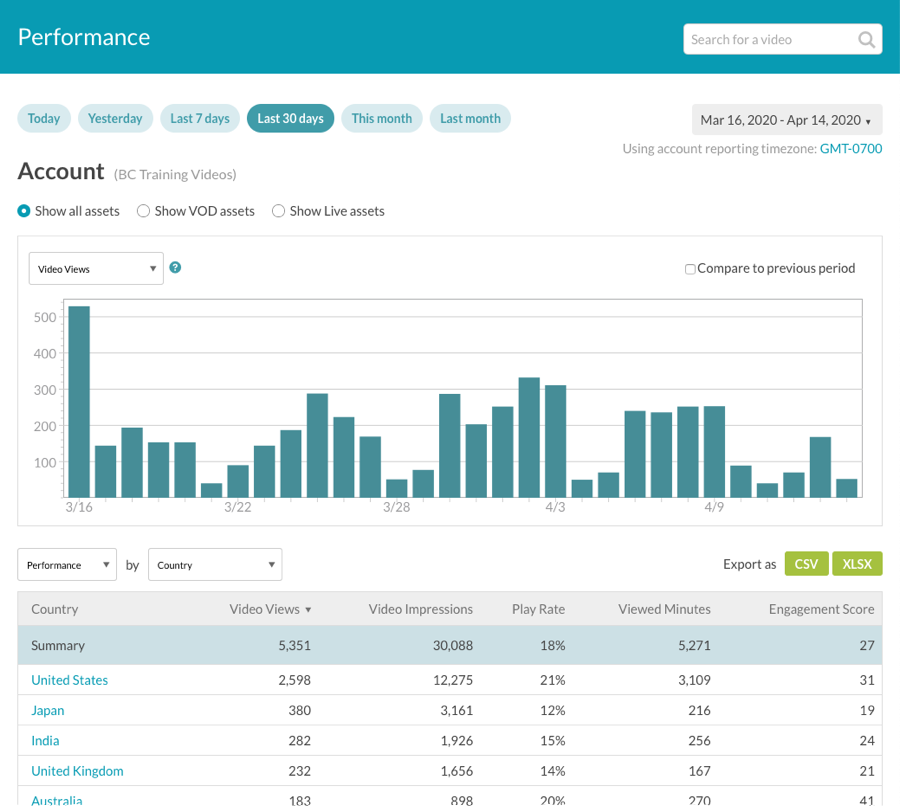 Performance
Search for a video
Today Yesterday Last 7 days Last 30 days This month Last month
Mar 16, 2020 - Apr 14, 2020 ▾
Using account reporting timezone: GMT-0700
Account (BC Training Videos)
Show all assets Show VOD assets Show Live assets
Video Views ▼ ?
Compare to previous period
500
400
300
200
100
3/16 3/22 3/28 4/3 4/9
Performance ▼ by Country ▼
Export as CSV XLSX
Country Video Views ▼ Video Impressions Play Rate Viewed Minutes Engagement Score
Summary 5,351 30,088 18% 5,271 27
United States 2,598 12,275 21% 3,109 31
Japan 380 3,161 12% 216 19
India 282 1,926 15% 256 24
United Kingdom 232 1,656 14% 167 21
Australia 183 898 20% 270 41